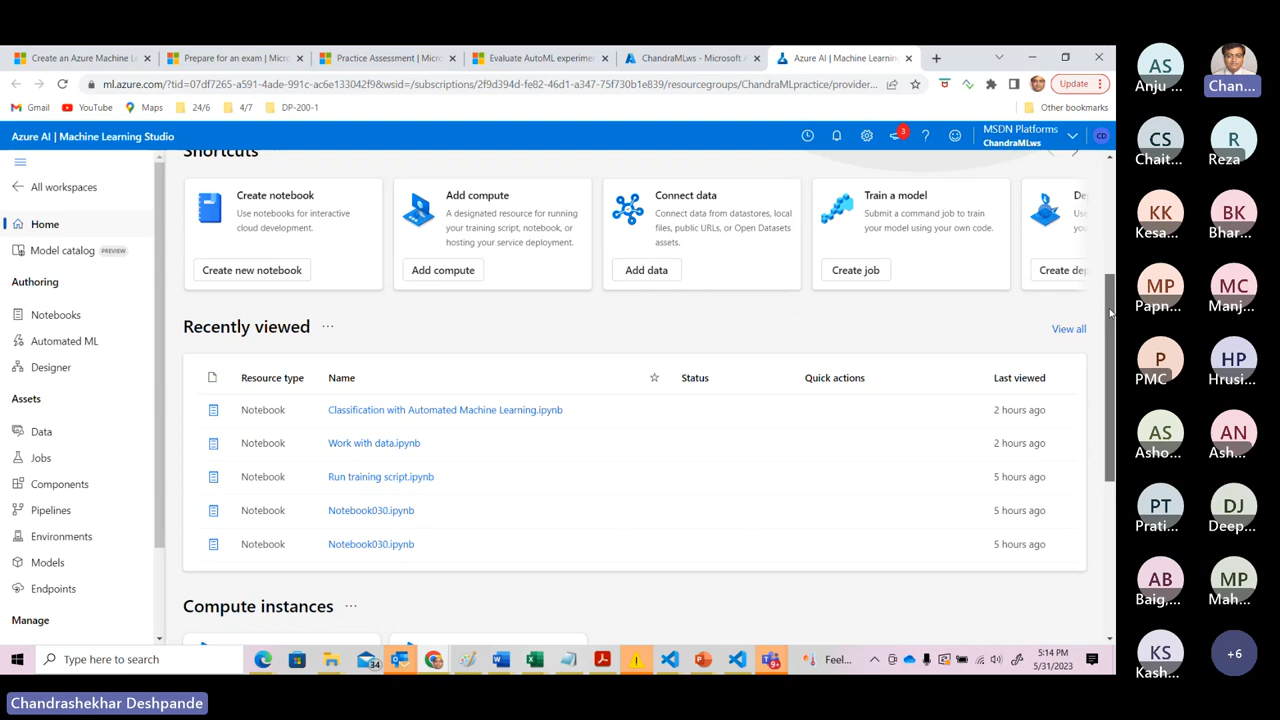 Create an Azure Machine L
Prepare for an exam | Micros
Practice Assessment | Micro
Evaluate AutoML experimer
ChandraMLws - Microsoft A
Azure AI | Machine Learning
ml.azure.com/?tid=07df7265-a591-4ade-991c-ac6e133042f9&wsid=/subscriptions/2f9d394d-fe82-46d1-a347-75f730b1e839/resourcegroups/ChandraMLpractice/provider...
Update
Gmail
YouTube
Maps
24/6
4/7
DP-200-1
Other bookmarks
Azure AI | Machine Learning Studio
3
MSDN Platforms
ChandraMLws
CD
All workspaces
Home
Model catalog PREVIEW
Authoring
Notebooks
Automated ML
Designer
Assets
Data
Jobs
Components
Pipelines
Environments
Models
Endpoints
Manage
Shortcuts
Create notebook
Use notebooks for interactive
cloud development.
Create new notebook
Add compute
A designated resource for running
your training script, notebook, or
hosting your service deployment.
Add compute
Connect data
Connect data from datastores, local
files, public URLs, or Open Datasets
assets.
Add data
Train a model
Submit a command job to train
your model using your own code.
Create job
Create dep
Recently viewed ...
View all
Resource type Name Status Quick actions Last viewed
Notebook Classification with Automated Machine Learning.ipynb 2 hours ago
Notebook Work with data.ipynb 2 hours ago
Notebook Run training script.ipynb 5 hours ago
Notebook Notebook030.ipynb 5 hours ago
Notebook Notebook030.ipynb 5 hours ago
Compute instances ...
Type here to search
34
9+
Feel...
5:14 PM
5/31/2023
AS
Anju ...
Chan...
CS
Chait...
R
Reza
KK
Kesa...
BK
Bhar...
MP
Papn...
MC
Manj...
P
PMC
HP
Hrusi...
AS
Asho...
AN
Ash...
PT
Prati...
DJ
Deep...
AB
Baig,...
MP
Mah...
KS
Kash...
+6
Chandrashekhar Deshpande